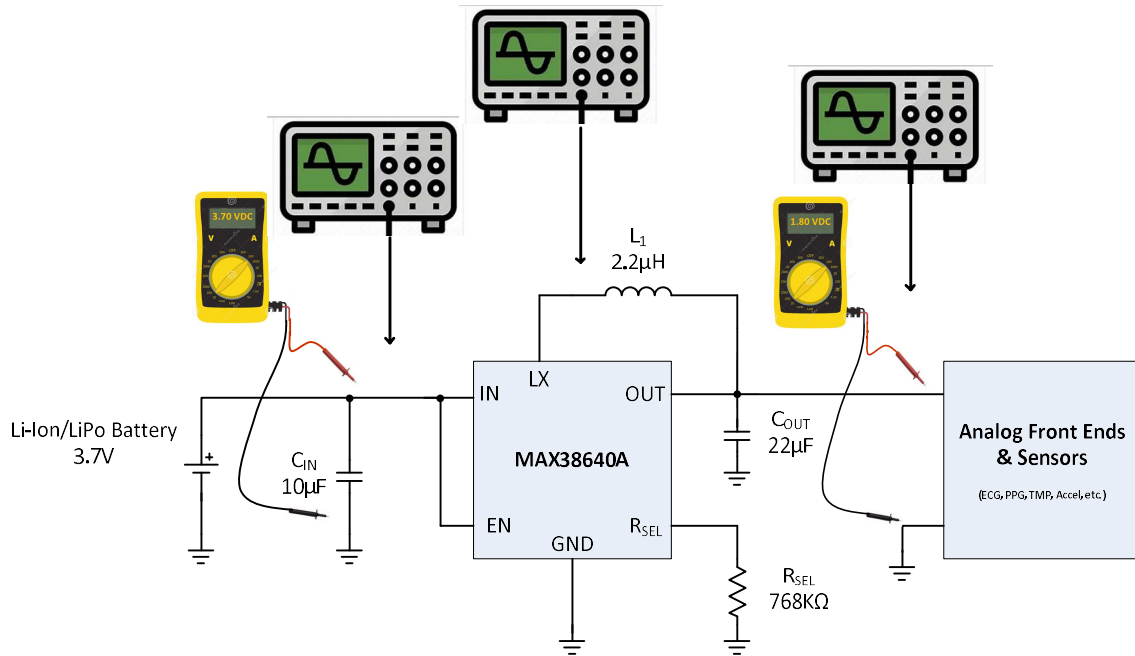 3.70 VDC
V
A
1.80 VDC
V
A
L1
2.2µH
Li-Ion/LiPo Battery
3.7V
+
CIN
10µF
IN
LX
OUT
MAX38640A
EN
GND
RSEL
COUT
22µF
RSEL
768KΩ
Analog Front Ends
& Sensors
(ECG, PPG, TMP, Accel, etc.)